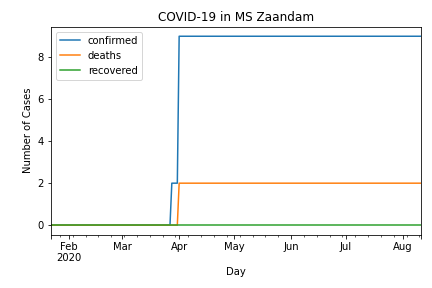 COVID-19 in MS Zaandam
confirmed
deaths
recovered
Number of Cases
8
6
4
2
0
Feb Mar Apr May Jun Jul Aug
2020
Day